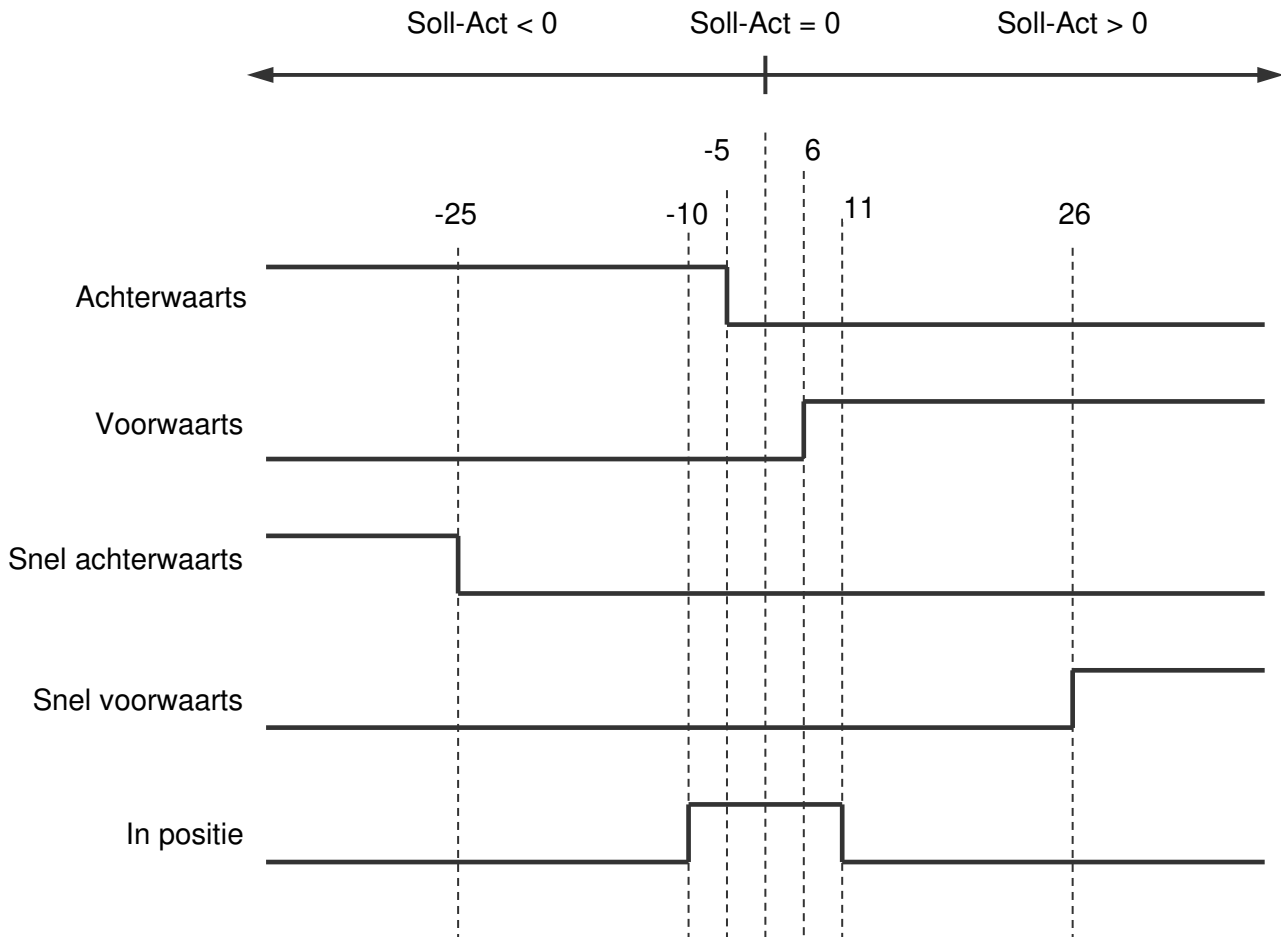 Soll-Act < 0 Soll-Act = 0 Soll-Act > 0
-5 6
-25 -10 11 26
Achterwaarts
Voorwaarts
Snel achterwaarts
Snel voorwaarts
In positie